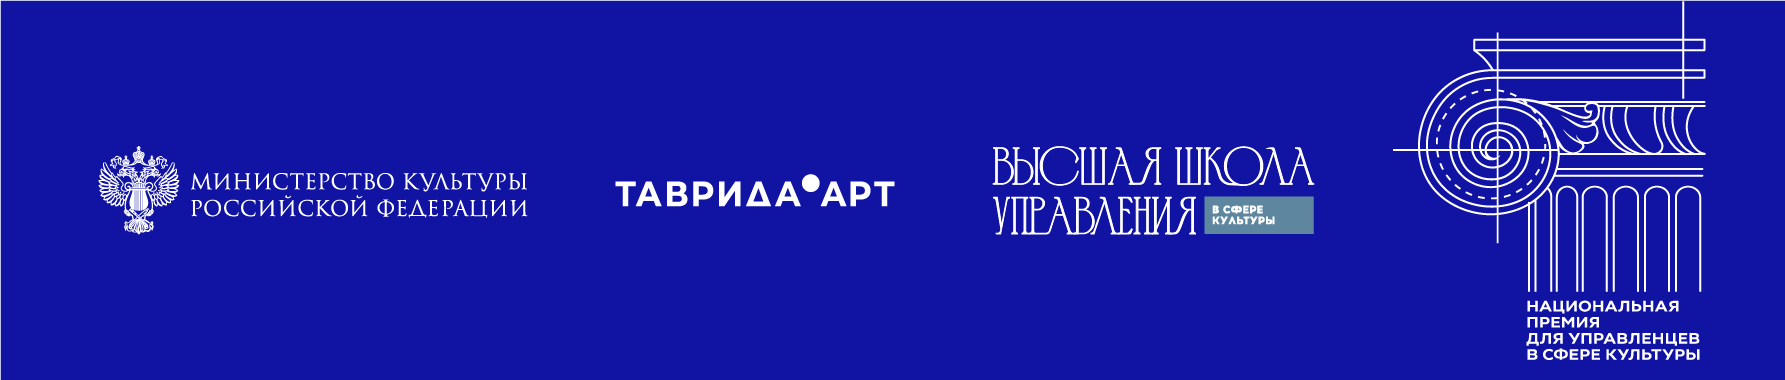 МИНИСТЕРСТВО КУЛЬТУРЫ
РОССИЙСКОЙ ФЕДЕРАЦИИ
ТАВРИДА•АРТ
ВЫСШАЯ ШКОЛА
УПРАВЛЕНИЯ
В СФЕРЕ
КУЛЬТУРЫ
НАЦИОНАЛЬНАЯ
ПРЕМИЯ
ДЛЯ УПРАВЛЕНЦЕВ
В СФЕРЕ КУЛЬТУРЫ